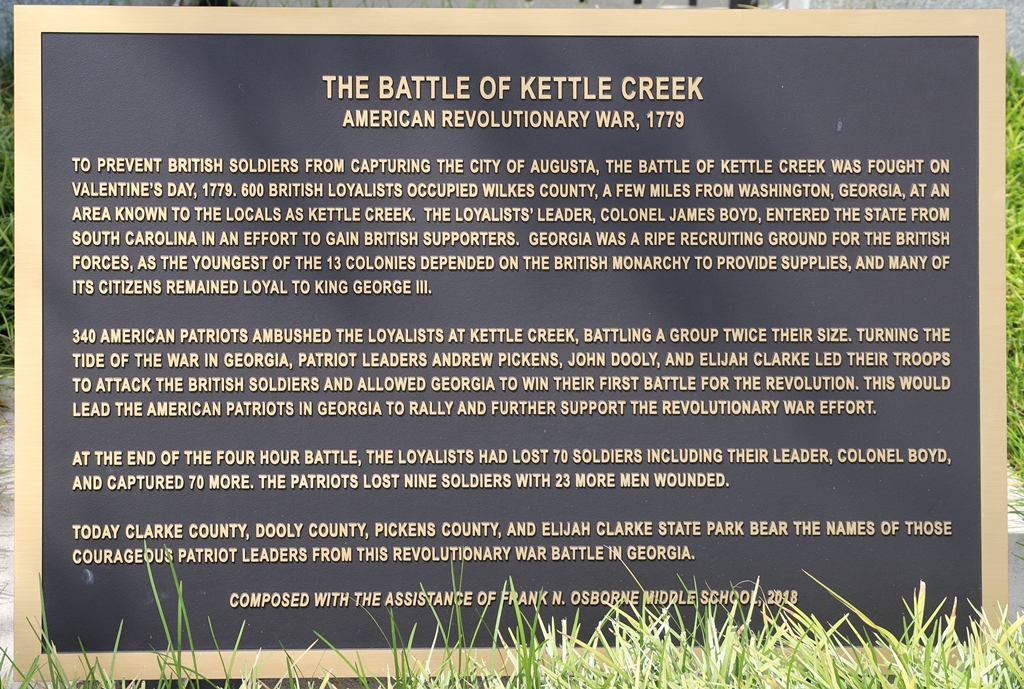 THE BATTLE OF KETTLE CREEK
AMERICAN REVOLUTIONARY WAR, 1779
TO PREVENT BRITISH SOLDIERS FROM CAPTURING THE CITY OF AUGUSTA, THE BATTLE OF KETTLE CREEK WAS FOUGHT ON
VALENTINE'S DAY, 1779. 600 BRITISH LOYALISTS OCCUPIED WILKES COUNTY, A FEW MILES FROM WASHINGTON, GEORGIA, AT AN
AREA KNOWN TO THE LOCALS AS KETTLE CREEK. THE LOYALISTS' LEADER, COLONEL JAMES BOYD, ENTERED THE STATE FROM
SOUTH CAROLINA IN AN EFFORT TO GAIN BRITISH SUPPORTERS. GEORGIA WAS A RIPE RECRUITING GROUND FOR THE BRITISH
FORCES, AS THE YOUNGEST OF THE 13 COLONIES DEPENDED ON THE BRITISH MONARCHY TO PROVIDE SUPPLIES, AND MANY OF
ITS CITIZENS REMAINED LOYAL TO KING GEORGE III.
340 AMERICAN PATRIOTS AMBUSHED THE LOYALISTS AT KETTLE CREEK, BATTLING A GROUP TWICE THEIR SIZE. TURNING THE
TIDE OF THE WAR IN GEORGIA, PATRIOT LEADERS ANDREW PICKENS, JOHN DOOLY, AND ELIJAH CLARKE LED THEIR TROOPS
TO ATTACK THE BRITISH SOLDIERS AND ALLOWED GEORGIA TO WIN THEIR FIRST BATTLE FOR THE REVOLUTION. THIS WOULD
LEAD THE AMERICAN PATRIOTS IN GEORGIA TO RALLY AND FURTHER SUPPORT THE REVOLUTIONARY WAR EFFORT.
AT THE END OF THE FOUR HOUR BATTLE, THE LOYALISTS HAD LOST 70 SOLDIERS INCLUDING THEIR LEADER, COLONEL BOYD,
AND CAPTURED 70 MORE. THE PATRIOTS LOST NINE SOLDIERS WITH 23 MORE MEN WOUNDED.
TODAY CLARKE COUNTY, DOOLY COUNTY, PICKENS COUNTY, AND ELIJAH CLARKE STATE PARK BEAR THE NAMES OF THOSE
COURAGEOUS PATRIOT LEADERS FROM THIS REVOLUTIONARY WAR BATTLE IN GEORGIA.
COMPOSED WITH THE ASSISTANCE OF FRANK N. OSBORNE MIDDLE SCHOOL, 2018